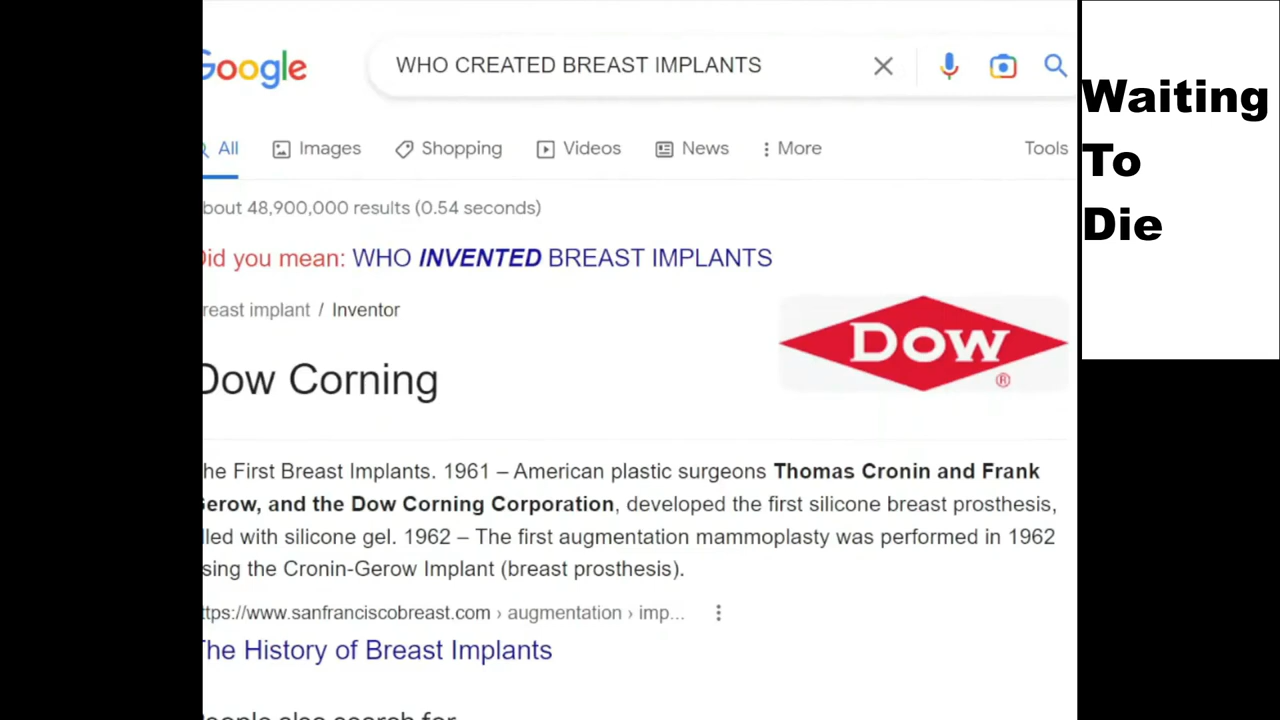 Google
WHO CREATED BREAST IMPLANTS
All Images Shopping Videos News More Tools
bout 48,900,000 results (0.54 seconds)
Did you mean: WHO INVENTED BREAST IMPLANTS
reast implant / Inventor
DOW ®
Dow Corning
he First Breast Implants. 1961 – American plastic surgeons Thomas Cronin and Frank
Gerow, and the Dow Corning Corporation, developed the first silicone breast prosthesis,
lled with silicone gel. 1962 – The first augmentation mammoplasty was performed in 1962
sing the Cronin-Gerow Implant (breast prosthesis).
ttps://www.sanfranciscobreast.com › augmentation › imp...
The History of Breast Implants
Waiting
To
Die